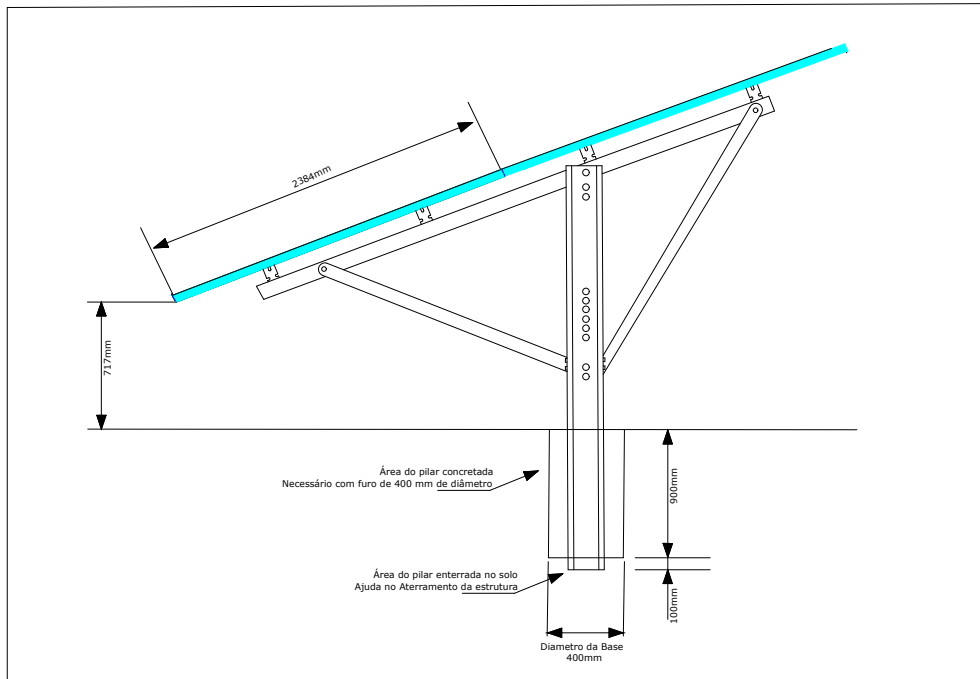 2384mm
717mm
Área do pilar concretada
Necessário com furo de 400 mm de diâmetro
900mm
Área do pilar enterrada no solo
Ajuda no Aterramento da estrutura
100mm
Diametro da Base
400mm